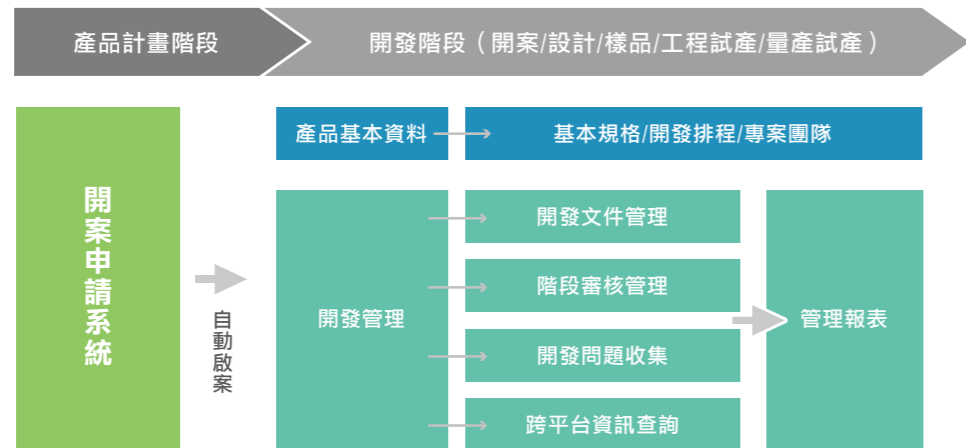 產品計畫階段
開發階段（開案/設計/樣品/工程試產/量產試產）
產品基本資料
基本規格/開發排程/專案團隊
開案申請系統
自動啟案
開發管理
開發文件管理
階段審核管理
開發問題收集
跨平台資訊查詢
管理報表